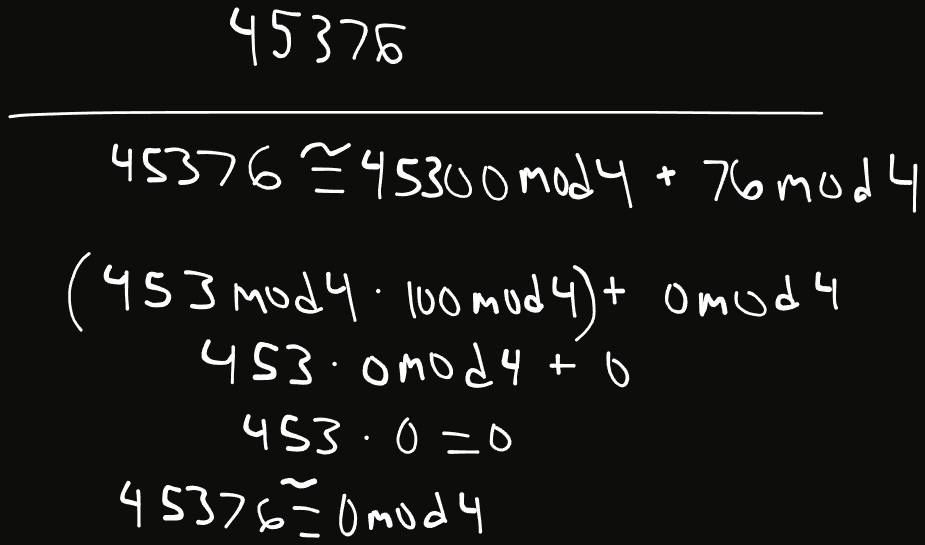 45376
45376 ≅ 45300 mod 4 + 76 mod 4
(453 mod 4 · 100 mod 4) + 0 mod 4
453 · 0 mod 4 + 0
453 · 0 = 0
45376 ≅ 0 mod 4